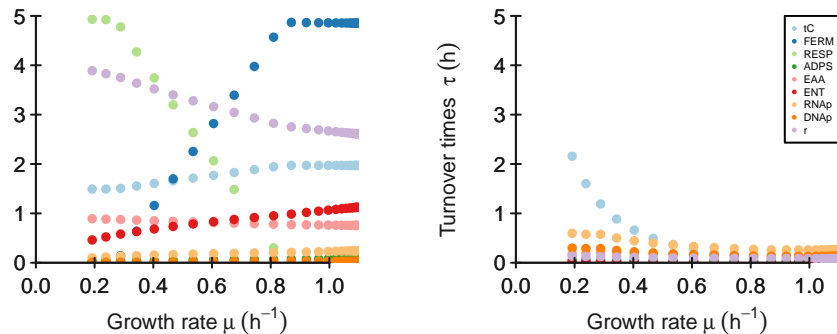 5
4
3
2
1
0
0.0 0.2 0.4 0.6 0.8 1.0
Growth rate μ (h⁻¹)
Turnover times τ (h)
5
4
3
2
1
0
0.0 0.2 0.4 0.6 0.8 1.0
Growth rate μ (h⁻¹)
tC
FERM
RESP
ADPS
EAA
ENT
RNAp
DNAp
r